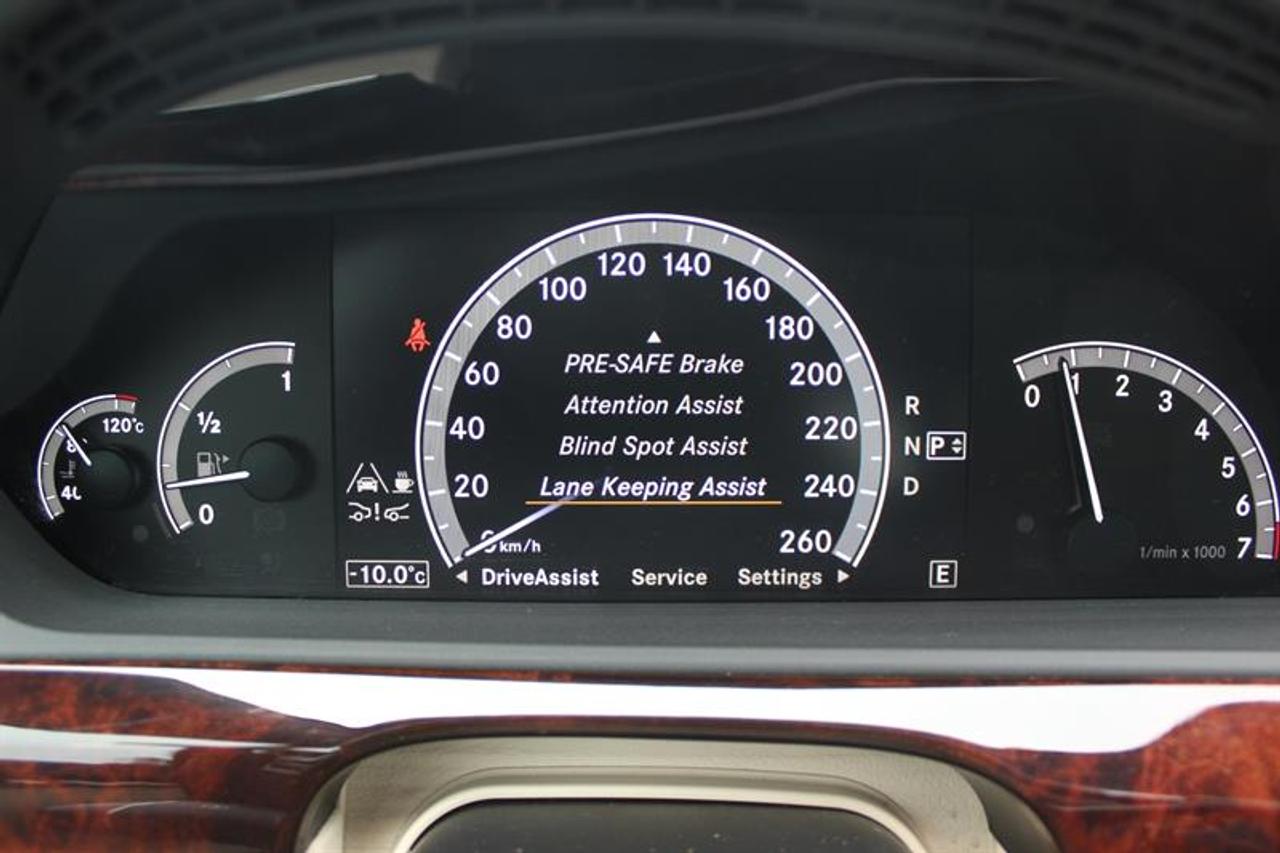 120°c
40
1
½
0
-10.0°c
0 km/h
20
40
60
80
100
120
140
160
180
200
220
240
260
PRE-SAFE Brake
Attention Assist
Blind Spot Assist
Lane Keeping Assist
DriveAssist Service Settings
R
N P
D
E
0
1
2
3
4
5
6
7
1/min x 1000